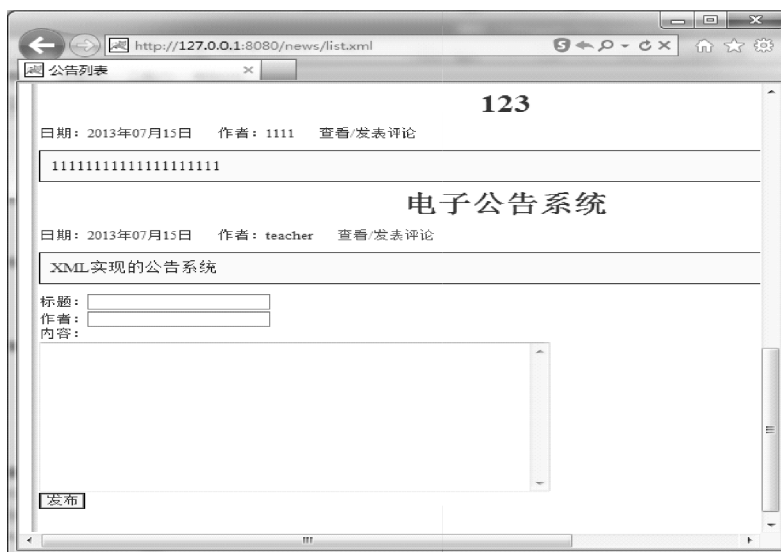 http://127.0.0.1:8080/news/list.xml
公告列表
123
日期：2013年07月15日 作者：1111 查看/发表评论
11111111111111111111
电子公告系统
日期：2013年07月15日 作者：teacher 查看/发表评论
XML实现的公告系统
标题：
作者：
内容：
发布